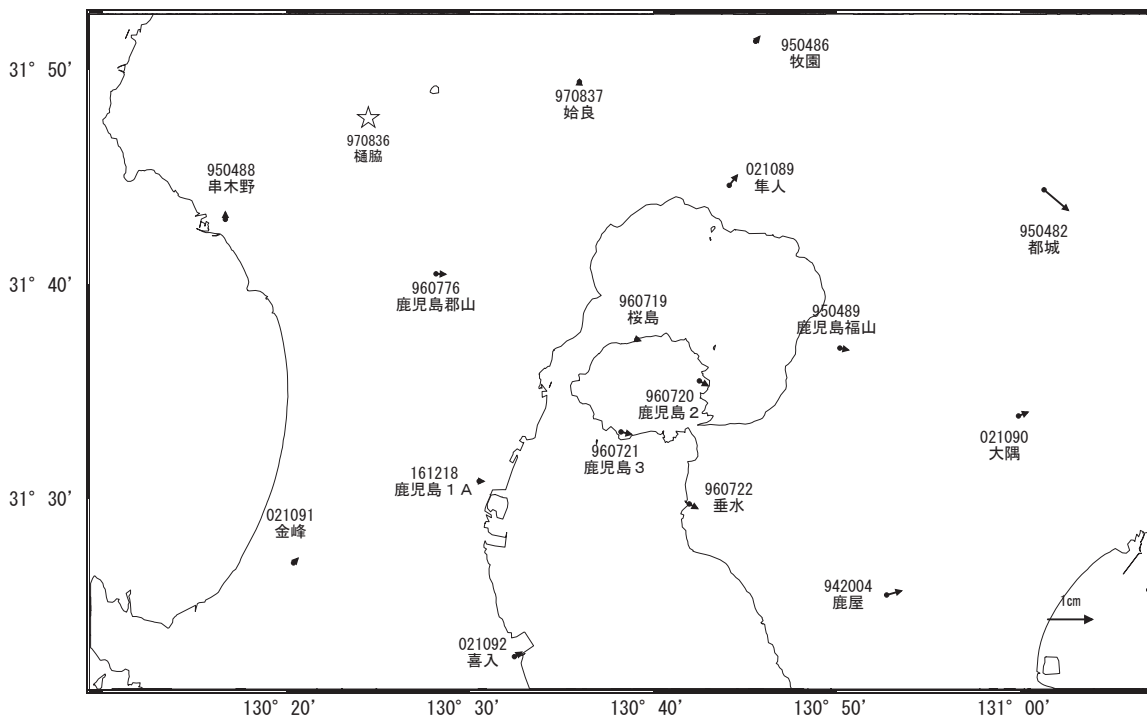 31° 50'
31° 40'
31° 30'
950486
牧園
970837
姶良
970836
樋脇
950488
串木野
021089
隼人
950482
都城
960776
鹿児島郡山
960719
桜島
950489
鹿児島福山
960720
鹿児島２
021090
大隅
960721
鹿児島３
161218
鹿児島１Ａ
960722
垂水
021091
金峰
942004
鹿屋
1cm
021092
喜入
130° 20'
130° 30'
130° 40'
130° 50'
131° 00'